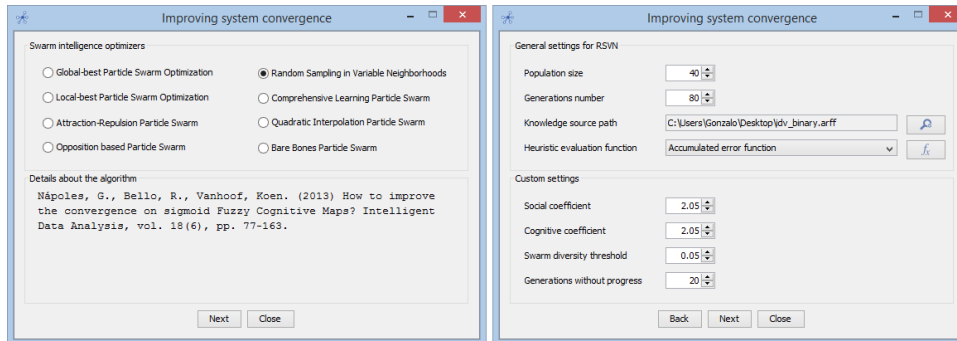 Improving system convergence
Swarm intelligence optimizers
Global-best Particle Swarm Optimization
Random Sampling in Variable Neighborhoods
Local-best Particle Swarm Optimization
Comprehensive Learning Particle Swarm
Attraction-Repulsion Particle Swarm
Quadratic Interpolation Particle Swarm
Opposition based Particle Swarm
Bare Bones Particle Swarm
Details about the algorithm
Nápoles, G., Bello, R., Vanhoof, Koen. (2013) How to improve
the convergence on sigmoid Fuzzy Cognitive Maps? Intelligent
Data Analysis, vol. 18(6), pp. 77-163.
Next Close
Improving system convergence
General settings for RSVN
Population size 40
Generations number 80
Knowledge source path C:\Users\Gonzalo\Desktop\idv_binary.arff
Heuristic evaluation function Accumulated error function fx
Custom settings
Social coefficient 2.05
Cognitive coefficient 2.05
Swarm diversity threshold 0.05
Generations without progress 20
Back Next Close